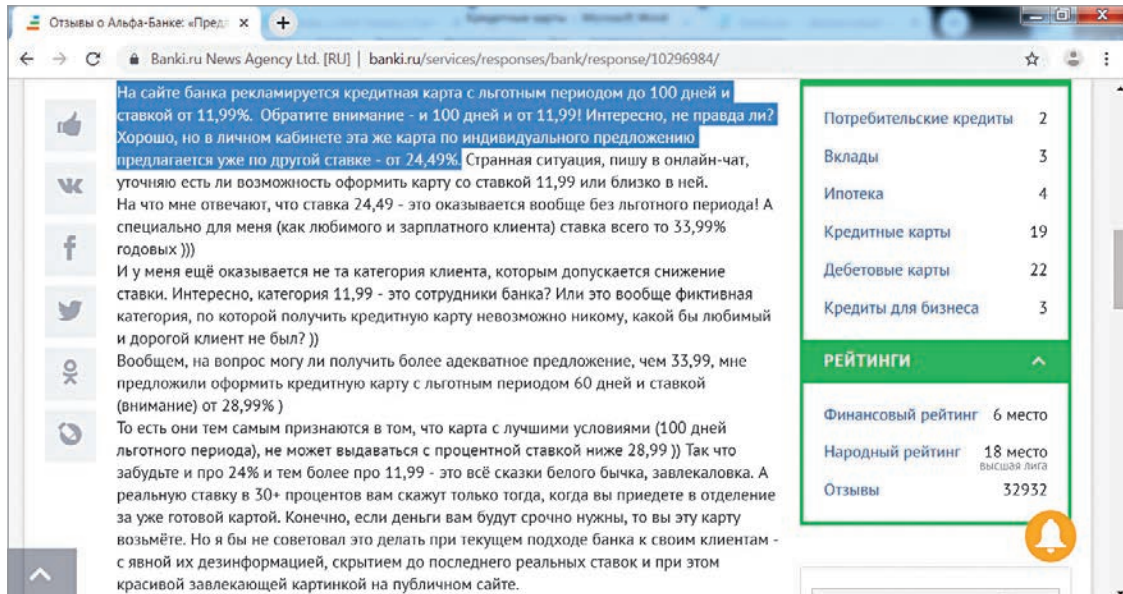 Отзывы о Альфа-Банке: «Пред
Кредитные карты - Microsoft Word
Banki.ru News Agency Ltd. [RU] | banki.ru/services/responses/bank/response/10296984/
На сайте банка рекламируется кредитная карта с льготным периодом до 100 дней и
ставкой от 11,99%. Обратите внимание - и 100 дней и от 11,99! Интересно, не правда ли?
Хорошо, но в личном кабинете эта же карта по индивидуального предложению
предлагается уже по другой ставке - от 24,49%. Странная ситуация, пишу в онлайн-чат,
уточняю есть ли возможность оформить карту со ставкой 11,99 или близко в ней.
На что мне отвечают, что ставка 24,49 - это оказывается вообще без льготного периода! А
специально для меня (как любимого и зарплатного клиента) ставка всего то 33,99%
годовых )))
И у меня ещё оказывается не та категория клиента, которым допускается снижение
ставки. Интересно, категория 11,99 - это сотрудники банка? Или это вообще фиктивная
категория, по которой получить кредитную карту невозможно никому, какой бы любимый
и дорогой клиент не был? ))
Вообщем, на вопрос могу ли получить более адекватное предложение, чем 33,99, мне
предложили оформить кредитную карту с льготным периодом 60 дней и ставкой
(внимание) от 28,99% )
То есть они тем самым признаются в том, что карта с лучшими условиями (100 дней
льготного периода), не может выдаваться с процентной ставкой ниже 28,99 )) Так что
забудьте и про 24% и тем более про 11,99 - это всё сказки белого бычка, завлекаловка. А
реальную ставку в 30+ процентов вам скажут только тогда, когда вы приедете в отделение
за уже готовой картой. Конечно, если деньги вам будут срочно нужны, то вы эту карту
возьмёте. Но я бы не советовал это делать при текущем подходе банка к своим клиентам -
с явной их дезинформацией, скрытием до последнего реальных ставок и при этом
красивой завлекающей картинкой на публичном сайте.
Потребительские кредиты 2
Вклады 3
Ипотека 4
Кредитные карты 19
Дебетовые карты 22
Кредиты для бизнеса 3
РЕЙТИНГИ
Финансовый рейтинг 6 место
Народный рейтинг 18 место
высшая лига
Отзывы 32932